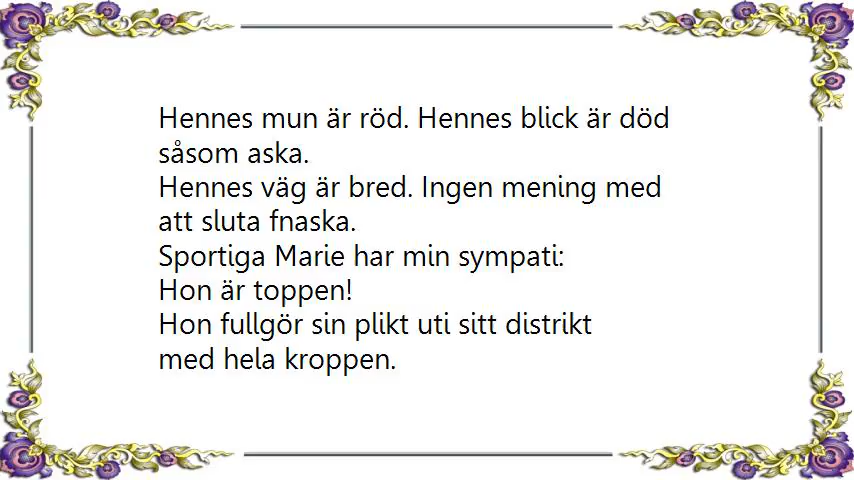 Hennes mun är röd. Hennes blick är död
såsom aska.
Hennes väg är bred. Ingen mening med
att sluta fnaska.
Sportiga Marie har min sympati:
Hon är toppen!
Hon fullgör sin plikt uti sitt distrikt
med hela kroppen.